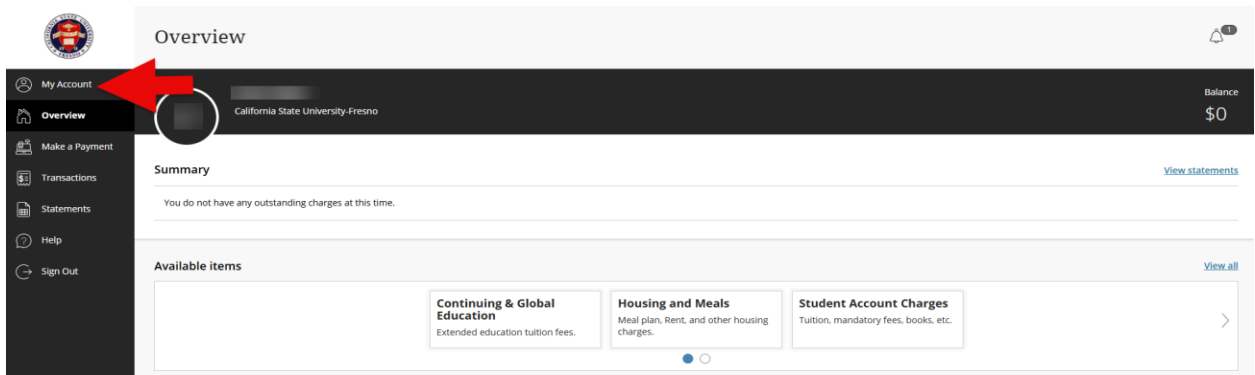 Overview
1
My Account
Overview
Make a Payment
Transactions
Statements
Help
Sign Out
California State University-Fresno
Balance
$0
Summary
View statements
You do not have any outstanding charges at this time.
Available items
View all
Continuing & Global
Education
Extended education tuition fees.
Housing and Meals
Meal plan, Rent, and other housing
charges.
Student Account Charges
Tuition, mandatory fees, books, etc.